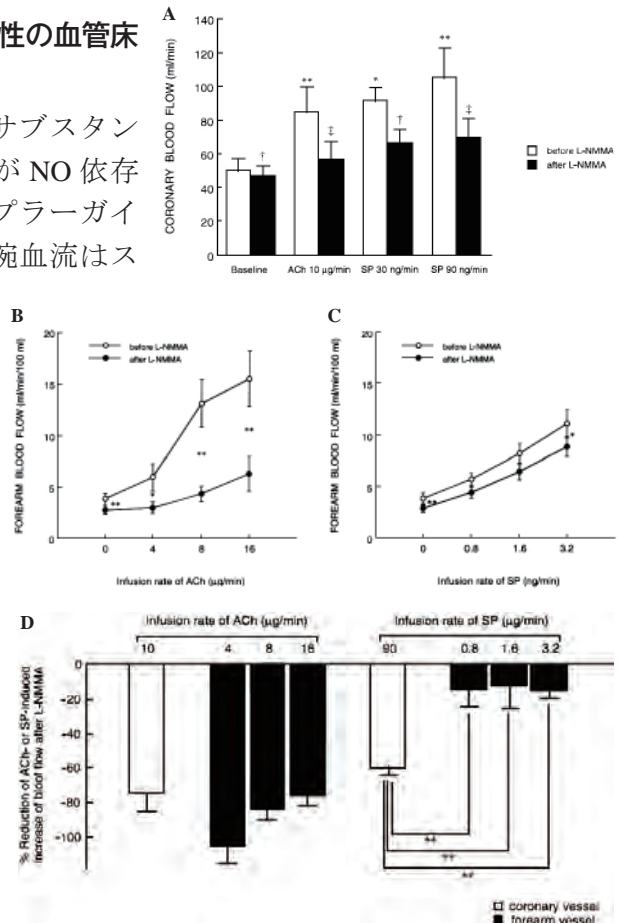 性の血管床
サブスタン
が NO 依存
プラーガイ
腕血流はス
A
CORONARY BLOOD FLOW (ml/min)
140
120
100
80
60
40
20
0
** ‡ * † ** ‡
†
Baseline ACh 10 μg/min SP 30 ng/min SP 90 ng/min
before L-NMMA
after L-NMMA
B
FOREARM BLOOD FLOW (ml/min/100 ml)
20
15
10
5
0
before L-NMMA
after L-NMMA
**
**
**
0 4 8 16
Infusion rate of ACh (μg/min)
C
FOREARM BLOOD FLOW (ml/min/100 ml)
20
15
10
5
0
before L-NMMA
after L-NMMA
**
0 0.8 1.6 3.2
Infusion rate of SP (ng/min)
D
Infusion rate of ACh (μg/min) Infusion rate of SP (μg/min)
10 4 8 16 90 0.8 1.6 3.2
% Reduction of ACh- or SP-induced
increase of bloof flow after L-NMMA
0
-20
-40
-60
-80
-100
coronary vessel
forearm vessel